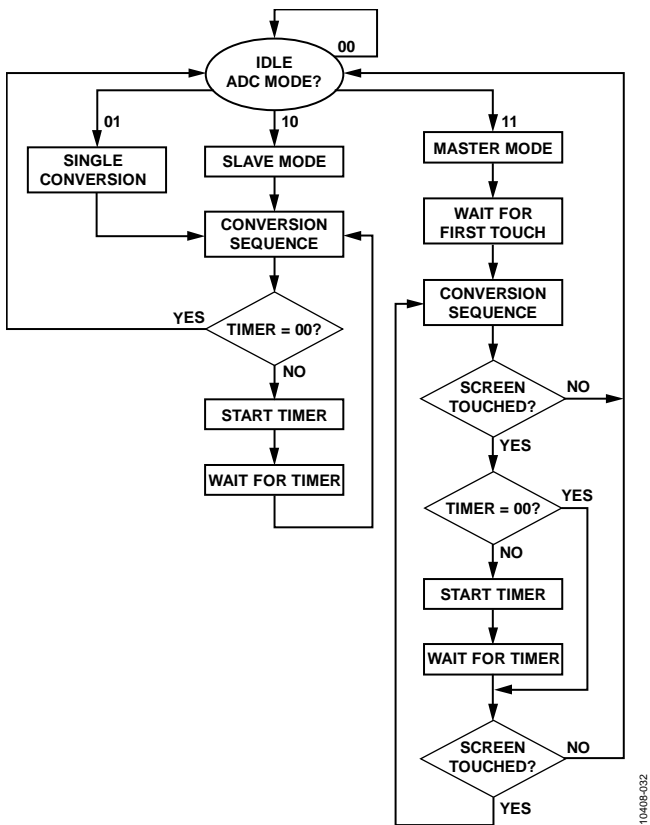 00
IDLE
ADC MODE?
01
10
11
SINGLE
CONVERSION
SLAVE MODE
MASTER MODE
CONVERSION
SEQUENCE
WAIT FOR
FIRST TOUCH
CONVERSION
SEQUENCE
YES
TIMER = 00?
NO
START TIMER
WAIT FOR TIMER
SCREEN
TOUCHED?
NO
YES
TIMER = 00?
YES
NO
START TIMER
WAIT FOR TIMER
SCREEN
TOUCHED?
NO
YES
10408-032